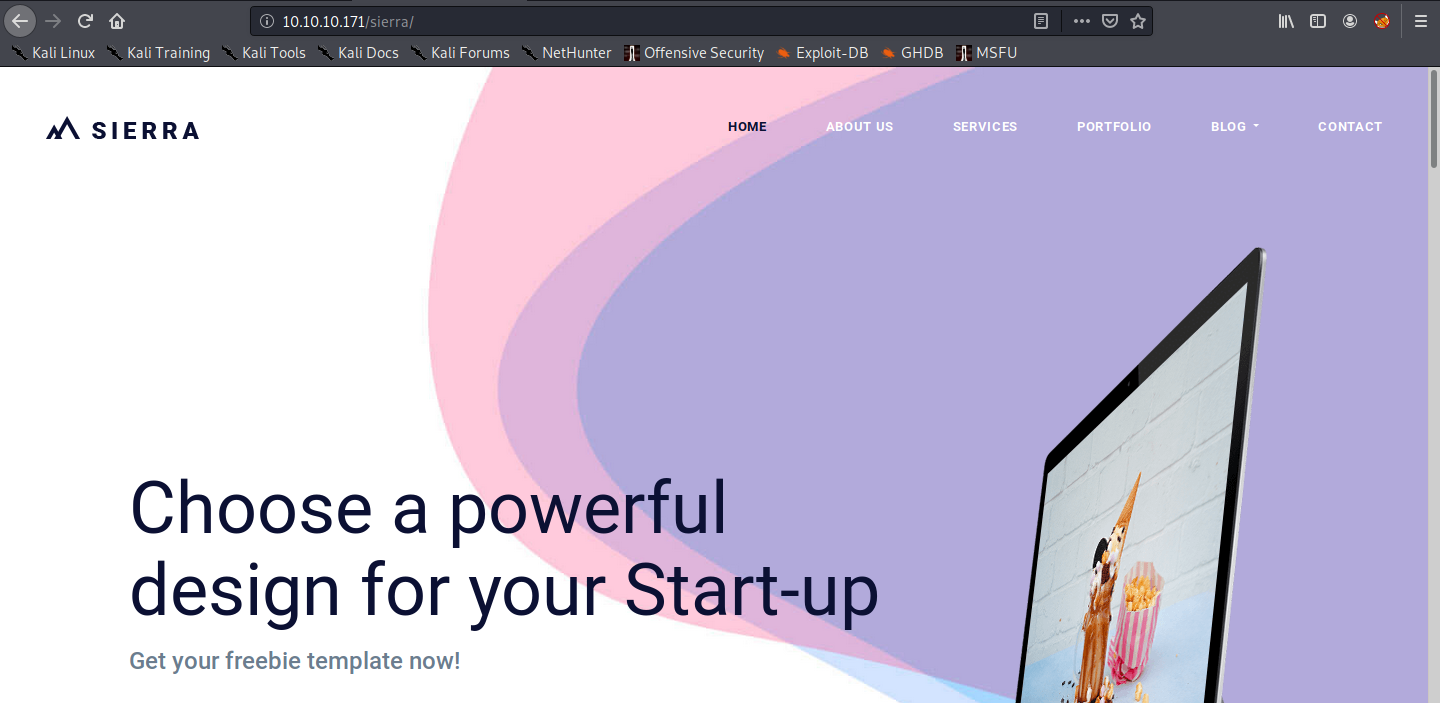 10.10.10.171/sierra/
Kali Linux Kali Training Kali Tools Kali Docs Kali Forums NetHunter Offensive Security Exploit-DB GHDB MSFU
SIERRA HOME ABOUT US SERVICES PORTFOLIO BLOG CONTACT
Choose a powerful
design for your Start-up
Get your freebie template now!